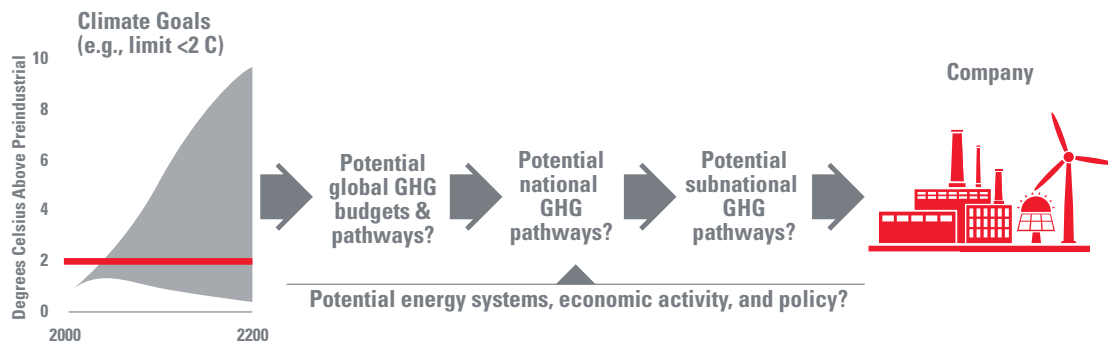 Climate Goals
(e.g., limit <2 C)
Degrees Celsius Above Preindustrial
10
8
6
4
2
0
2000
2200
Potential
global GHG
budgets &
pathways?
Potential
national
GHG
pathways?
Potential
subnational
GHG
pathways?
Company
Potential energy systems, economic activity, and policy?